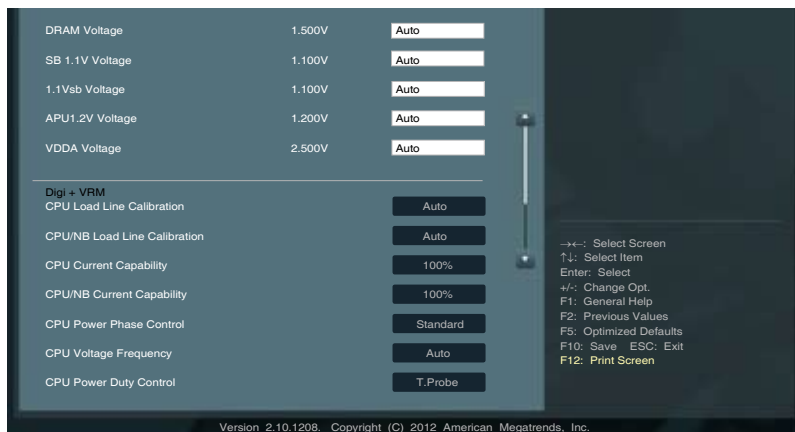 DRAM Voltage 1.500V Auto
SB 1.1V Voltage 1.100V Auto
1.1Vsb Voltage 1.100V Auto
APU1.2V Voltage 1.200V Auto
VDDA Voltage 2.500V Auto
Digi + VRM
CPU Load Line Calibration Auto
CPU/NB Load Line Calibration Auto
CPU Current Capability 100%
CPU/NB Current Capability 100%
CPU Power Phase Control Standard
CPU Voltage Frequency Auto
CPU Power Duty Control T.Probe
→←: Select Screen
↑↓: Select Item
Enter: Select
+/-: Change Opt.
F1: General Help
F2: Previous Values
F5: Optimized Defaults
F10: Save ESC: Exit
F12: Print Screen
Version 2.10.1208. Copyright (C) 2012 American Megatrends, Inc.